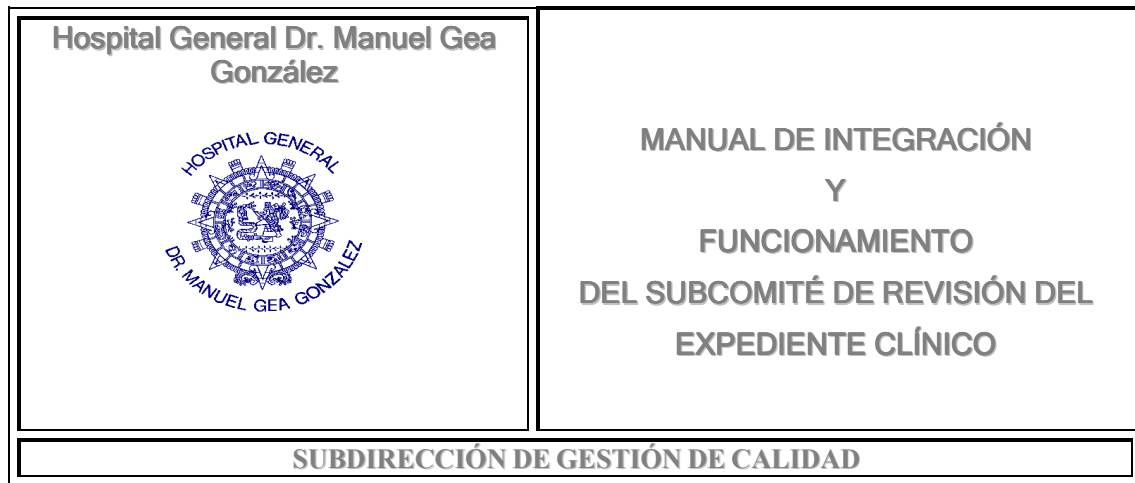 Hospital General Dr. Manuel Gea
González
HOSPITAL GENERAL
DR. MANUEL GEA GONZALEZ
MANUAL DE INTEGRACIÓN
Y
FUNCIONAMIENTO
DEL SUBCOMITÉ DE REVISIÓN DEL
EXPEDIENTE CLÍNICO
SUBDIRECCIÓN DE GESTIÓN DE CALIDAD